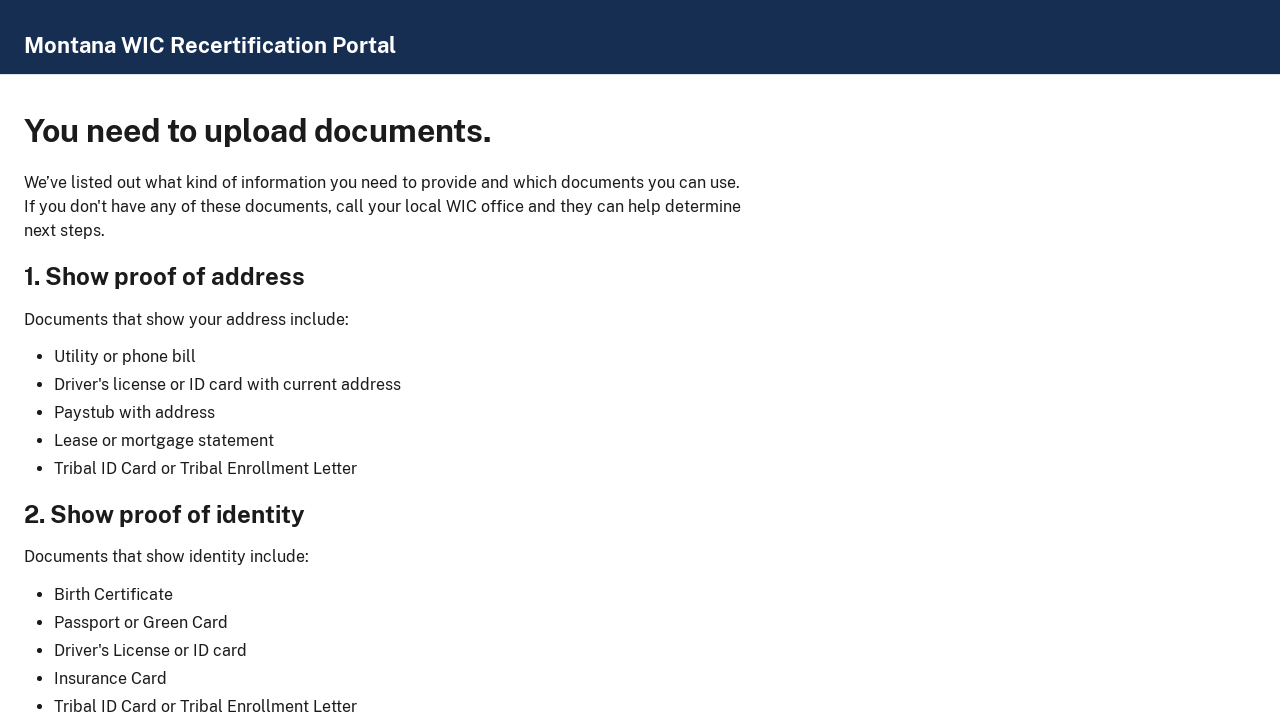 Montana WIC Recertification Portal
You need to upload documents.
We’ve listed out what kind of information you need to provide and which documents you can use.
If you don't have any of these documents, call your local WIC office and they can help determine
next steps.
1. Show proof of address
Documents that show your address include:
• Utility or phone bill
• Driver's license or ID card with current address
• Paystub with address
• Lease or mortgage statement
• Tribal ID Card or Tribal Enrollment Letter
2. Show proof of identity
Documents that show identity include:
• Birth Certificate
• Passport or Green Card
• Driver's License or ID card
• Insurance Card
• Tribal ID Card or Tribal Enrollment Letter